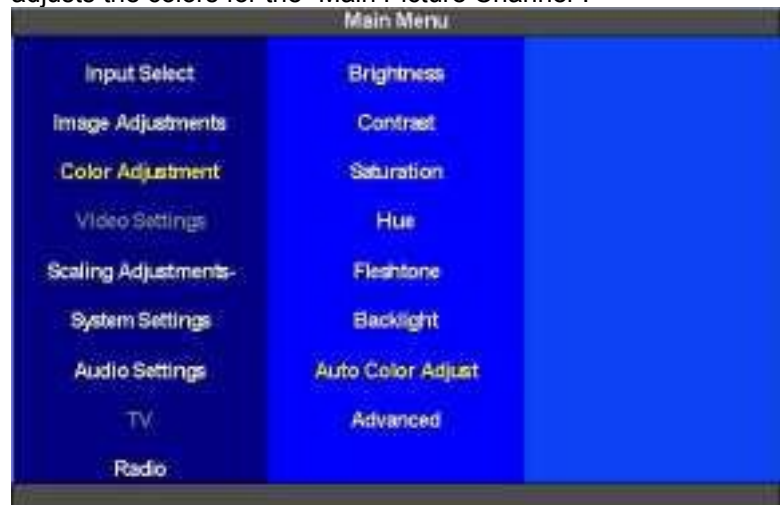 adjusts the colors for the "Main Picture Channel".
Main Menu
Input Select
Image Adjustments
Color Adjustment
Video Settings
Scaling Adjustments-
System Settings
Audio Settings
TV
Radio
Brightness
Contrast
Saturation
Hue
Fleshtone
Backlight
Auto Color Adjust
Advanced